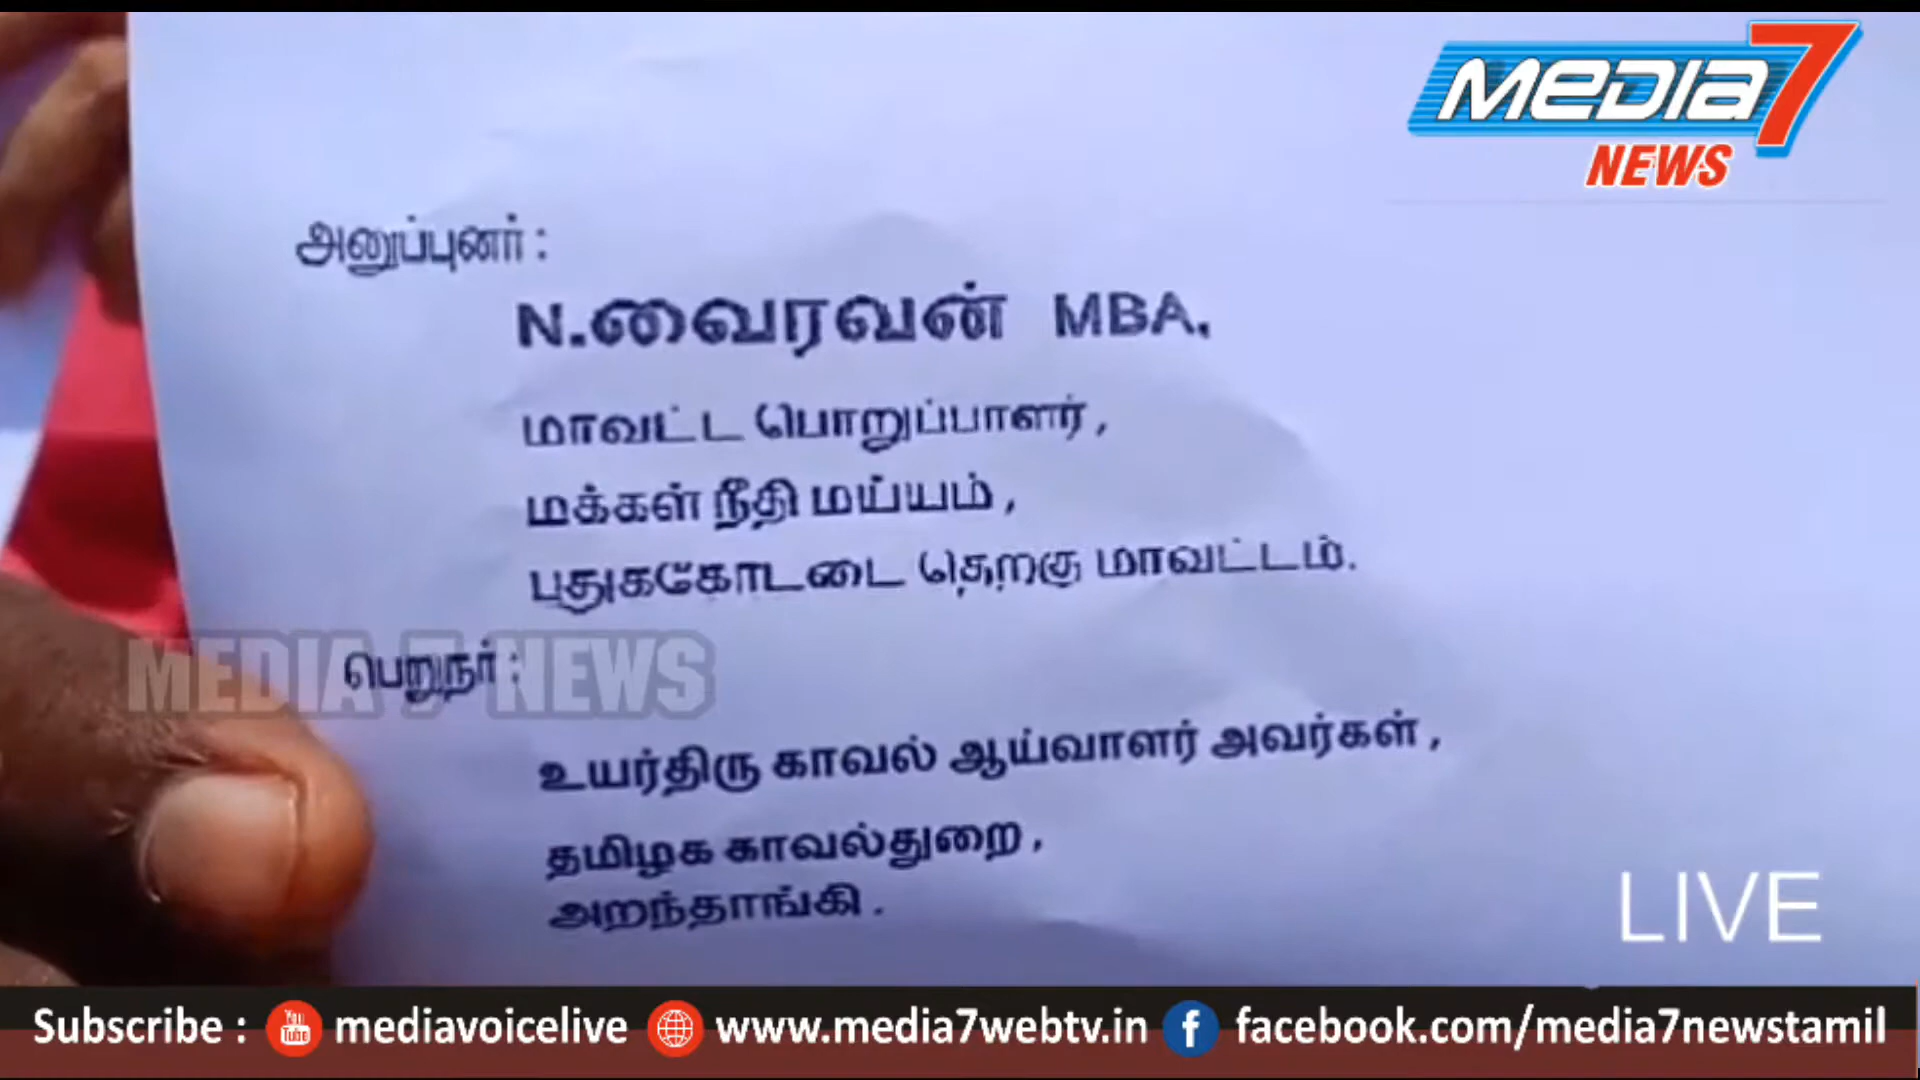 MEDIA 7
NEWS
அனுப்புனர் :
N.வைரவன் MBA.
மாவட்ட பொறுப்பாளர் ,
மக்கள் நீதி மய்யம் ,
புதுக்கோட்டை தெற்கு மாவட்டம்.
MEDIA 7 NEWS
பெறுநர் :
உயர்திரு காவல் ஆய்வாளர் அவர்கள் ,
தமிழக காவல்துறை ,
அறந்தாங்கி .
LIVE
Subscribe : You Tube mediavoicelive www.media7webtv.in f facebook.com/media7newstamil